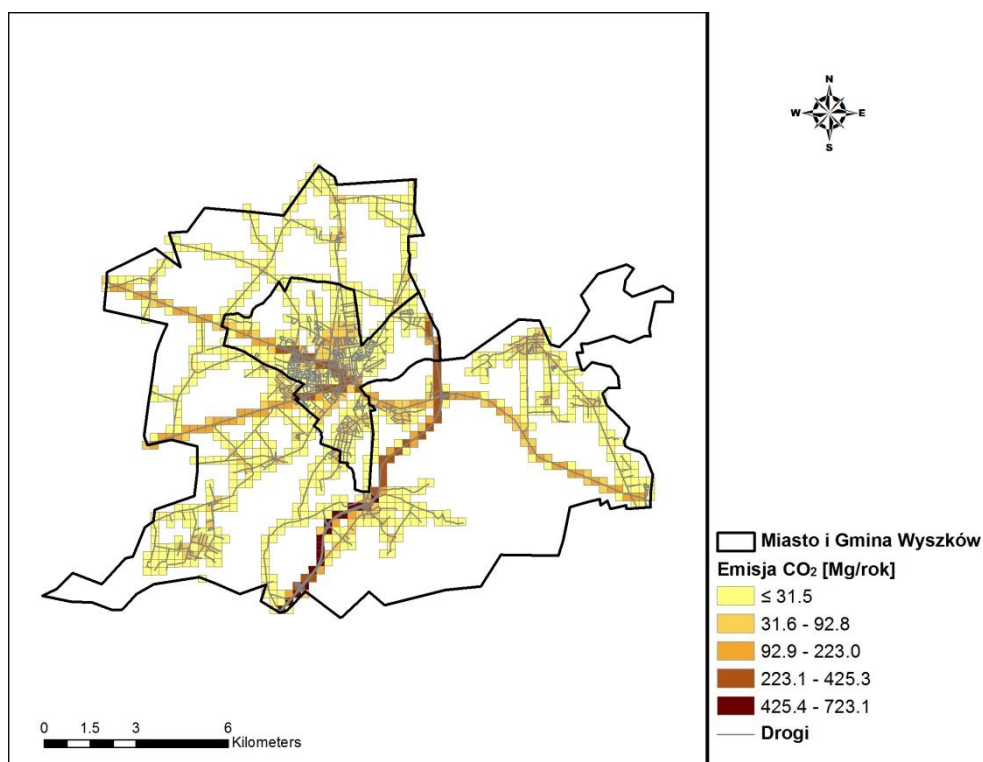 N
W E
S
Miasto i Gmina Wyszków
Emisja CO₂ [Mg/rok]
≤ 31.5
31.6 - 92.8
92.9 - 223.0
223.1 - 425.3
425.4 - 723.1
Drogi
0 1.5 3 6
Kilometers